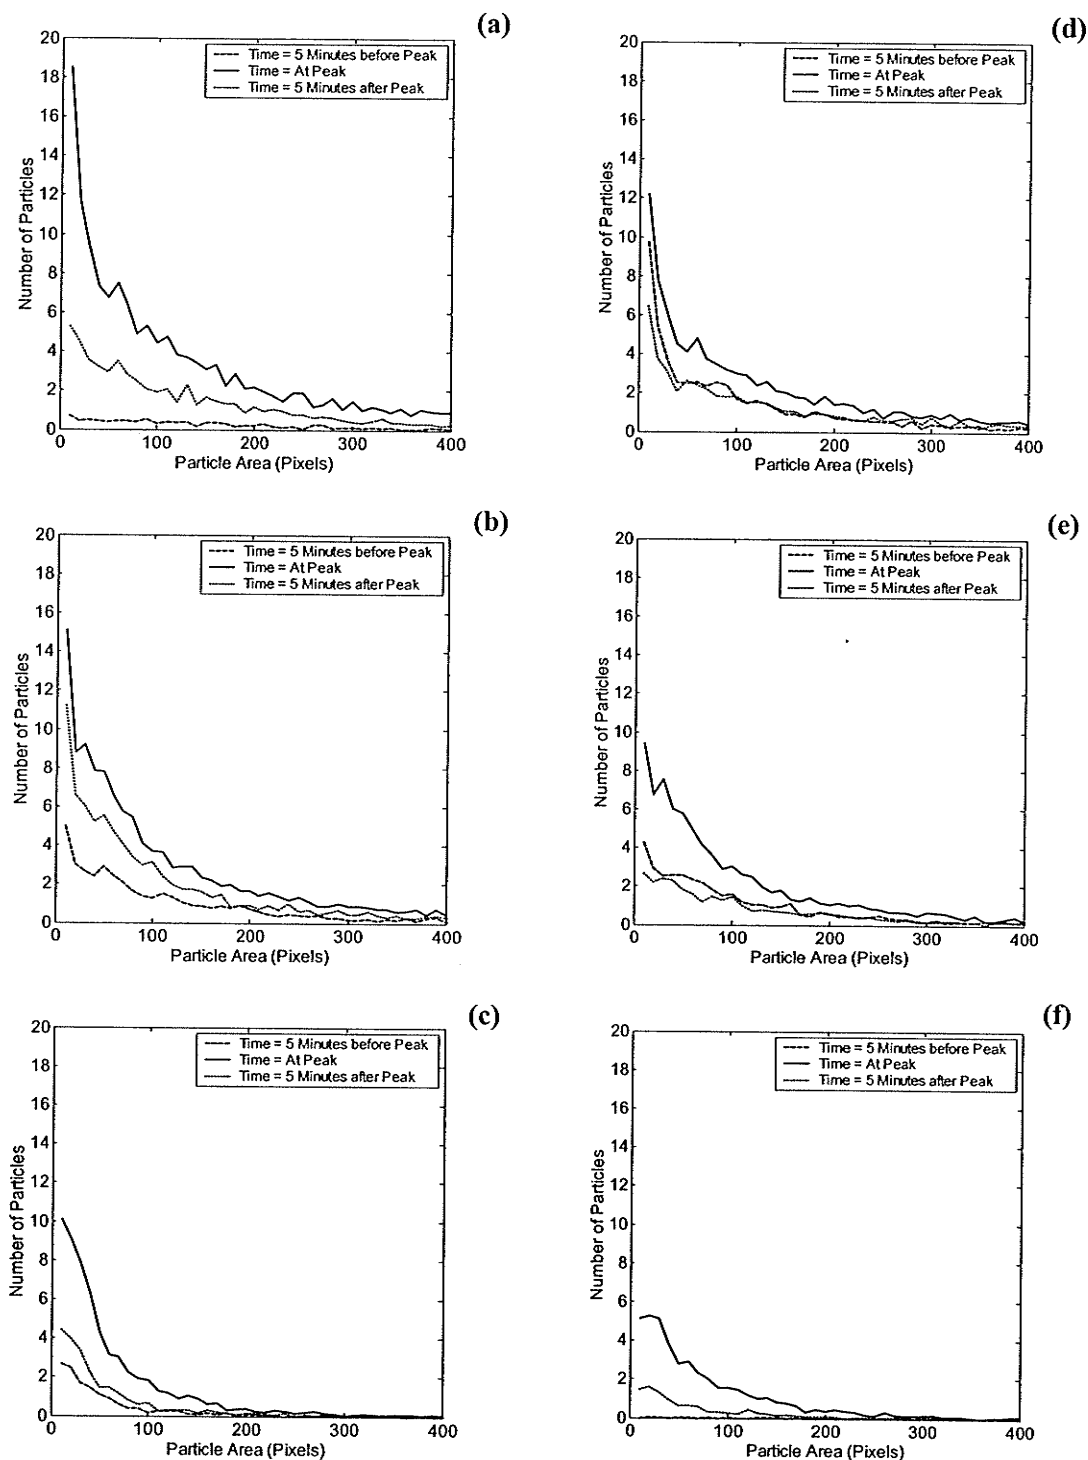 (a)
20
18
16
14
12
10
8
6
4
2
0
Number of Particles
Time = 5 Minutes before Peak
Time = At Peak
Time = 5 Minutes after Peak
0 100 200 300 400
Particle Area (Pixels)
(d)
20
18
16
14
12
10
8
6
4
2
0
Number of Particles
Time = 5 Minutes before Peak
Time = At Peak
Time = 5 Minutes after Peak
0 100 200 300 400
Particle Area (Pixels)
(b)
20
18
16
14
12
10
8
6
4
2
0
Number of Particles
Time = 5 Minutes before Peak
Time = At Peak
Time = 5 Minutes after Peak
0 100 200 300 400
Particle Area (Pixels)
(e)
20
18
16
14
12
10
8
6
4
2
0
Number of Particles
Time = 5 Minutes before Peak
Time = At Peak
Time = 5 Minutes after Peak
0 100 200 300 400
Particle Area (Pixels)
(c)
20
18
16
14
12
10
8
6
4
2
0
Number of Particles
Time = 5 Minutes before Peak
Time = At Peak
Time = 5 Minutes after Peak
0 100 200 300 400
Particle Area (Pixels)
(f)
20
18
16
14
12
10
8
6
4
2
0
Number of Particles
Time = 5 Minutes before Peak
Time = At Peak
Time = 5 Minutes after Peak
0 100 200 300 400
Particle Area (Pixels)